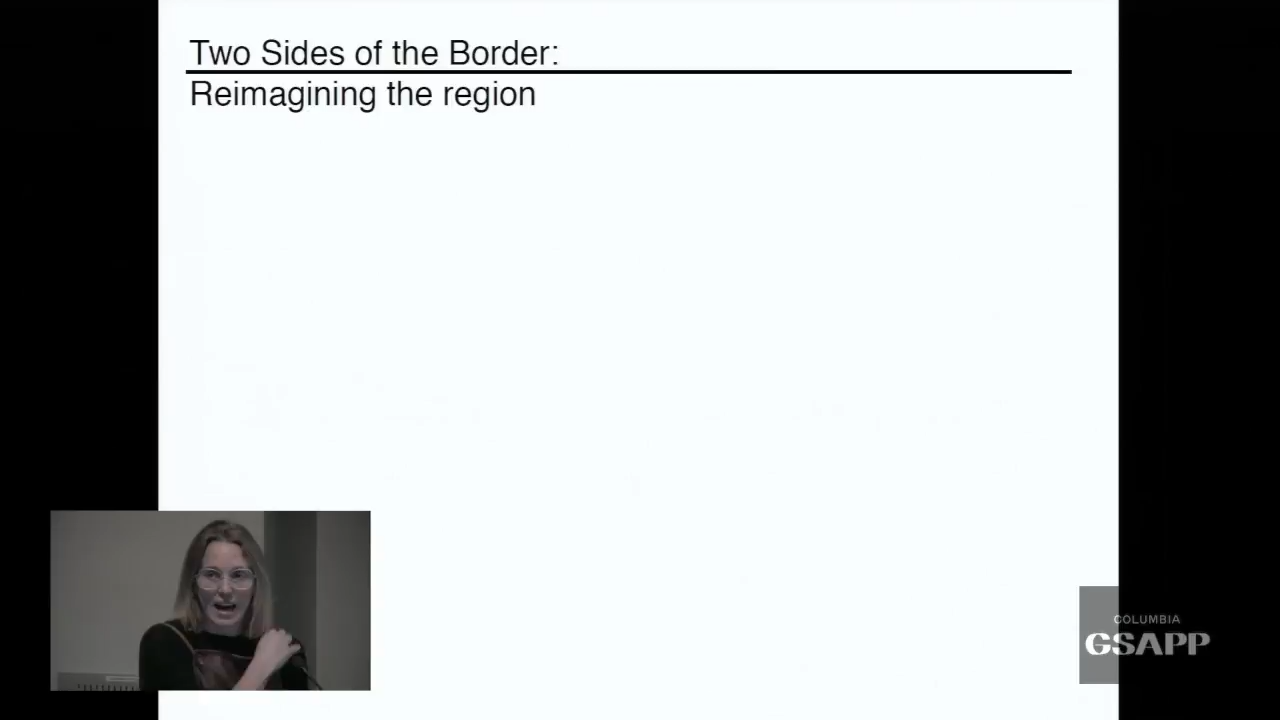 Two Sides of the Border:
Reimagining the region
COLUMBIA
GSAPP